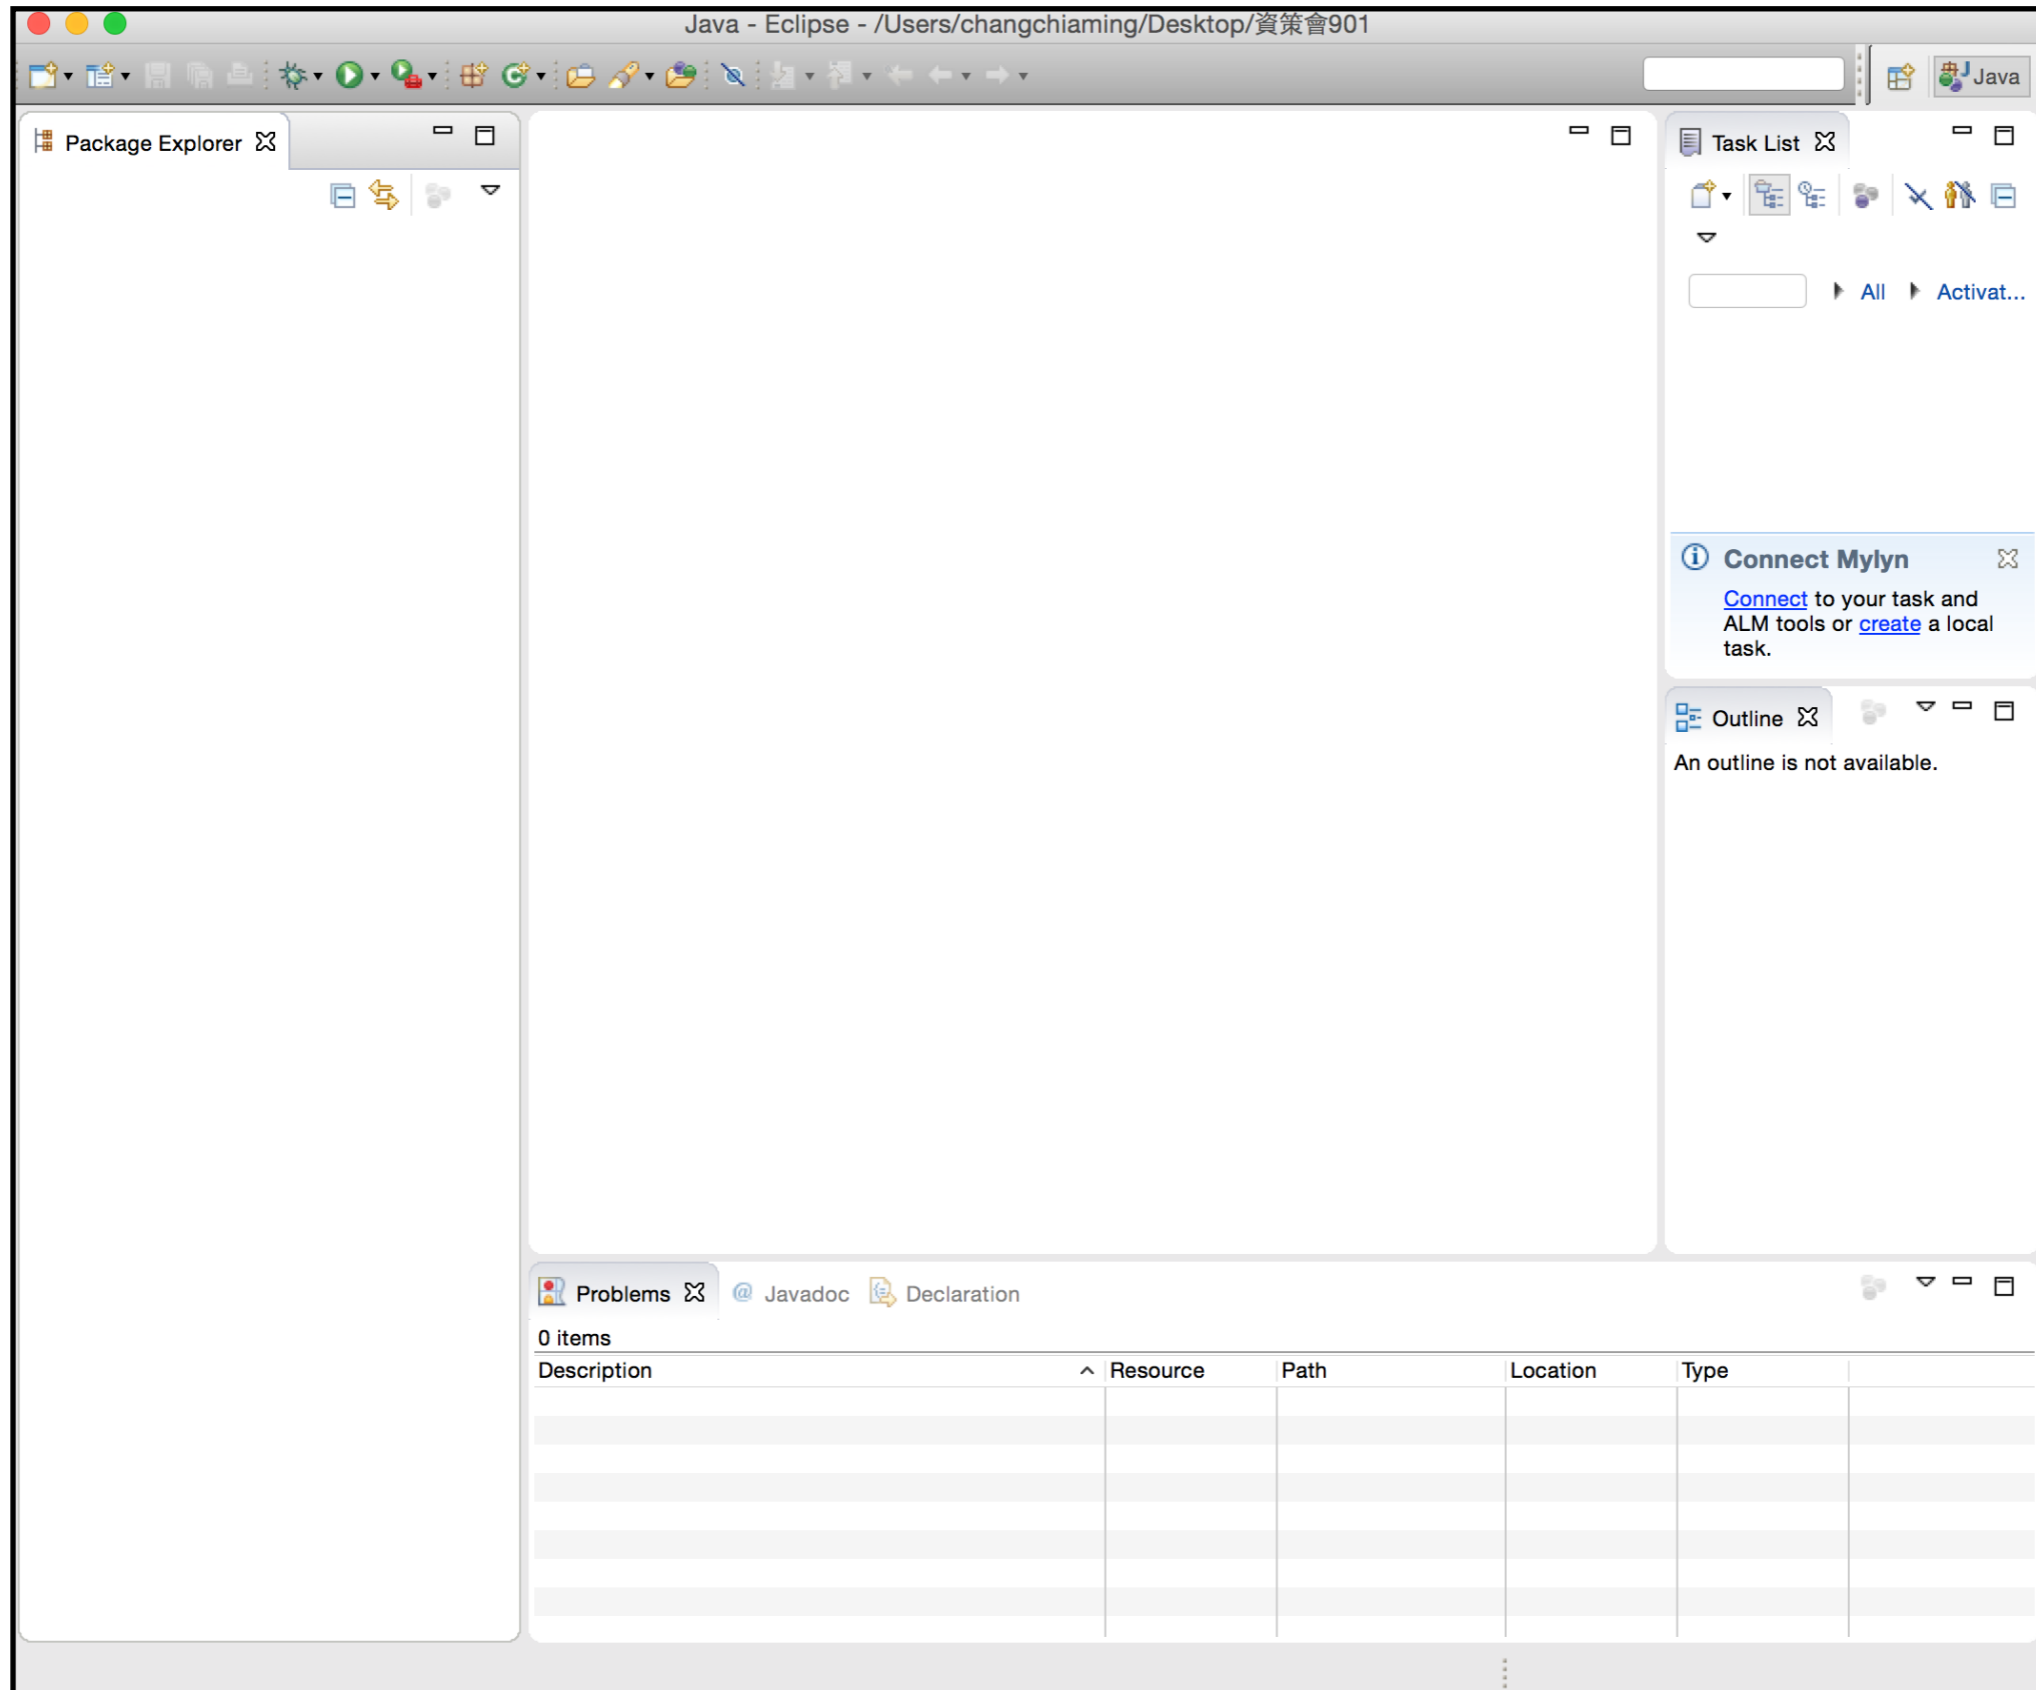 Java - Eclipse - /Users/changchiaming/Desktop/資策會901
Java
Package Explorer
Task List
All Activat...
Connect Mylyn
Connect to your task and
ALM tools or create a local
task.
Outline
An outline is not available.
Problems @ Javadoc Declaration
0 items
Description Resource Path Location Type